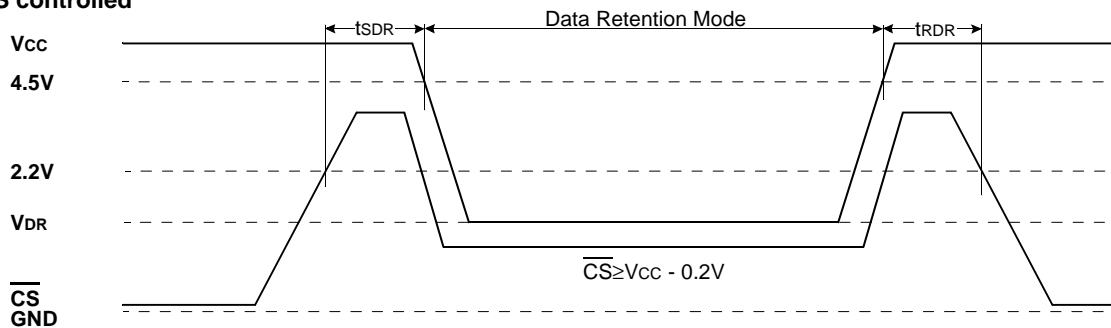 S controlled
tSDR
Data Retention Mode
tRDR
VCC
4.5V
2.2V
VDR
CS≥VCC - 0.2V
CS
GND